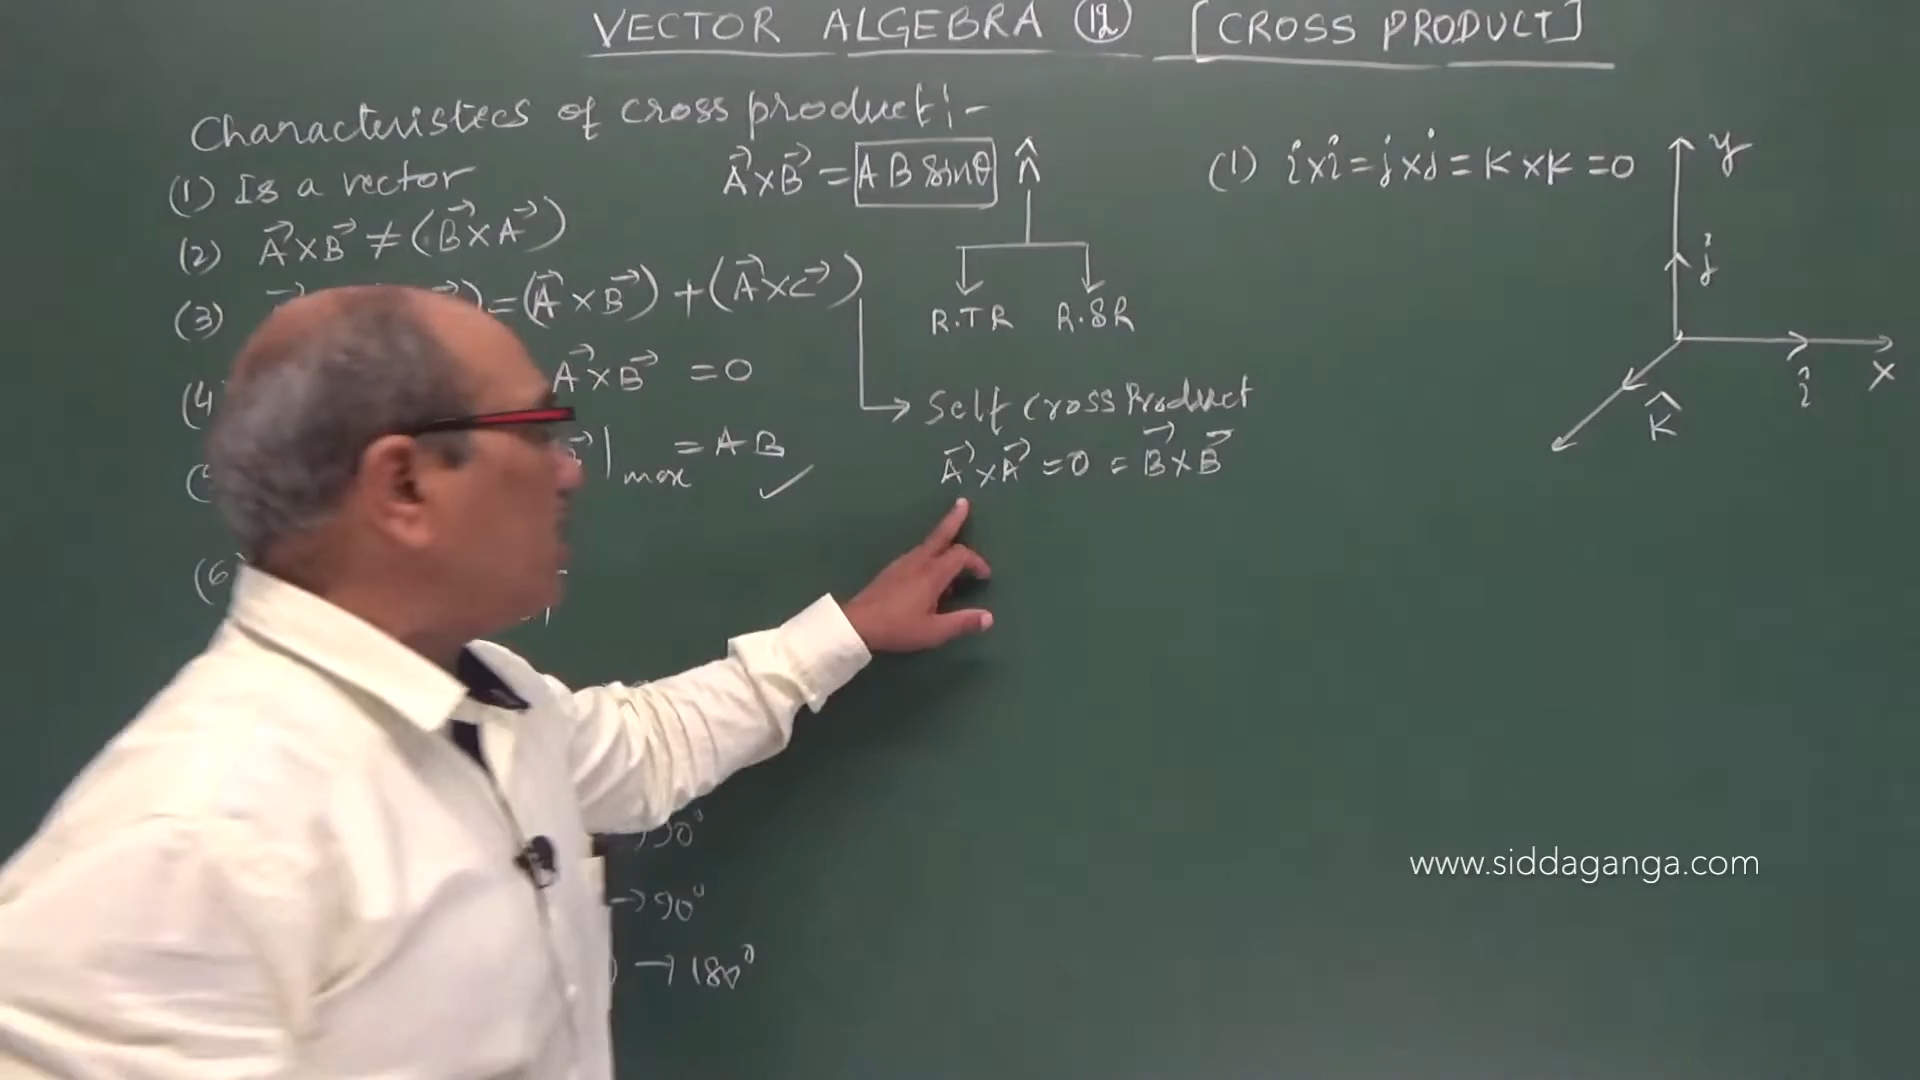 VECTOR ALGEBRA (12) [CROSS PRODUCT]
Characteristics of cross product :-
(1) Is a vector
(2) A⃗ × B⃗ ≠ (B⃗ × A⃗)
(3) ) = (A⃗ × B⃗) + (A⃗ × C⃗)
(4) A⃗ × B⃗ = 0
B⃗|max = AB ✓
(6)
→ 90°
→ 180°
A⃗ × B⃗ = AB sinθ n̂
R.T R R.S R
→ Self Cross Product
A⃗ × A⃗ = 0 = B⃗ × B⃗
(1) î × î = ĵ × ĵ = K × K = 0
y
ĵ
x
î
K̂
www.siddaganga.com